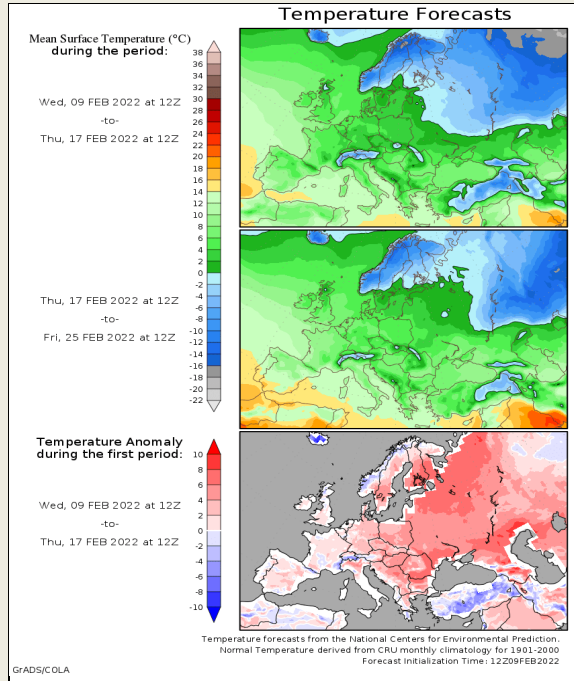 Temperature Forecasts
Mean Surface Temperature (°C)
during the period:
Wed, 09 FEB 2022 at 12Z
-to-
Thu, 17 FEB 2022 at 12Z
38
36
34
32
30
28
26
24
22
20
18
16
14
12
10
8
6
4
2
0
-2
-4
-6
-8
-10
-12
-14
-16
-18
-20
-22
Thu, 17 FEB 2022 at 12Z
-to-
Fri, 25 FEB 2022 at 12Z
Temperature Anomaly
during the first period:
Wed, 09 FEB 2022 at 12Z
-to-
Thu, 17 FEB 2022 at 12Z
10
8
6
4
2
0
-2
-4
-6
-8
-10
Temperature forecasts from the National Centers for Environmental Prediction.
Normal Temperature derived from CRU monthly climatology for 1901-2000
Forecast Initialization Time: 12Z09FEB2022
GrADS/COLA